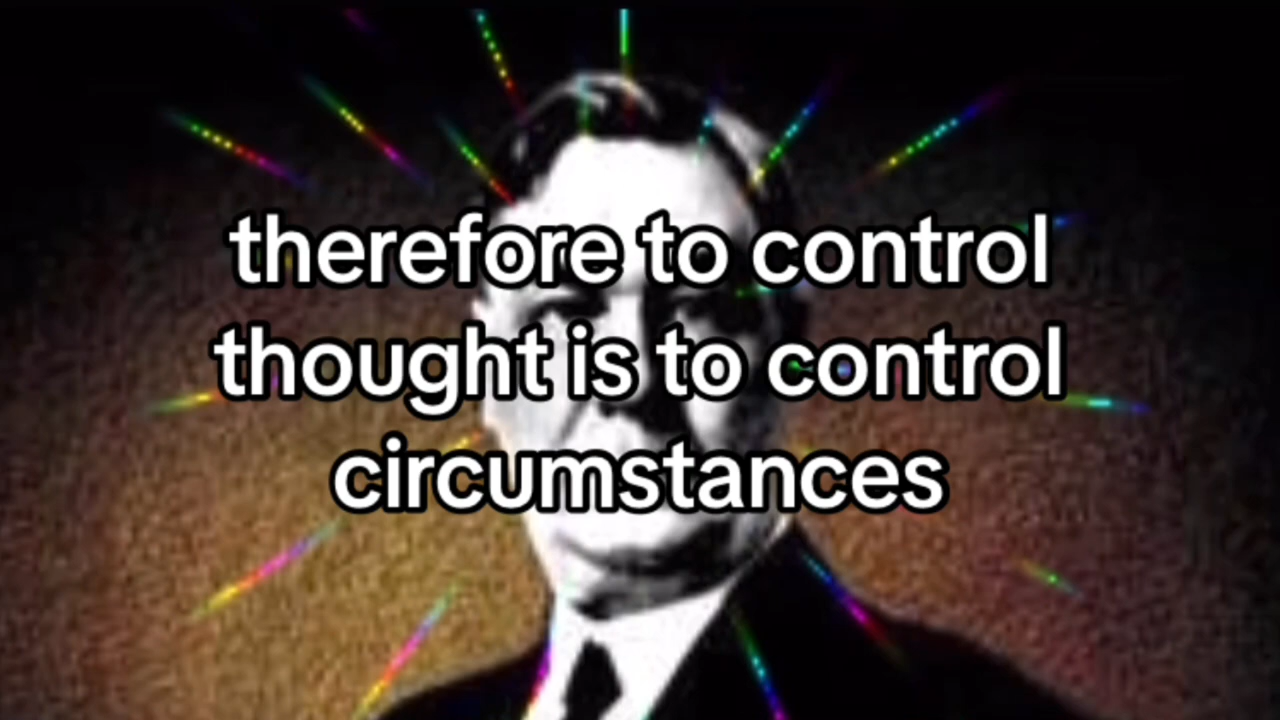 therefore to control
thought is to control
circumstances